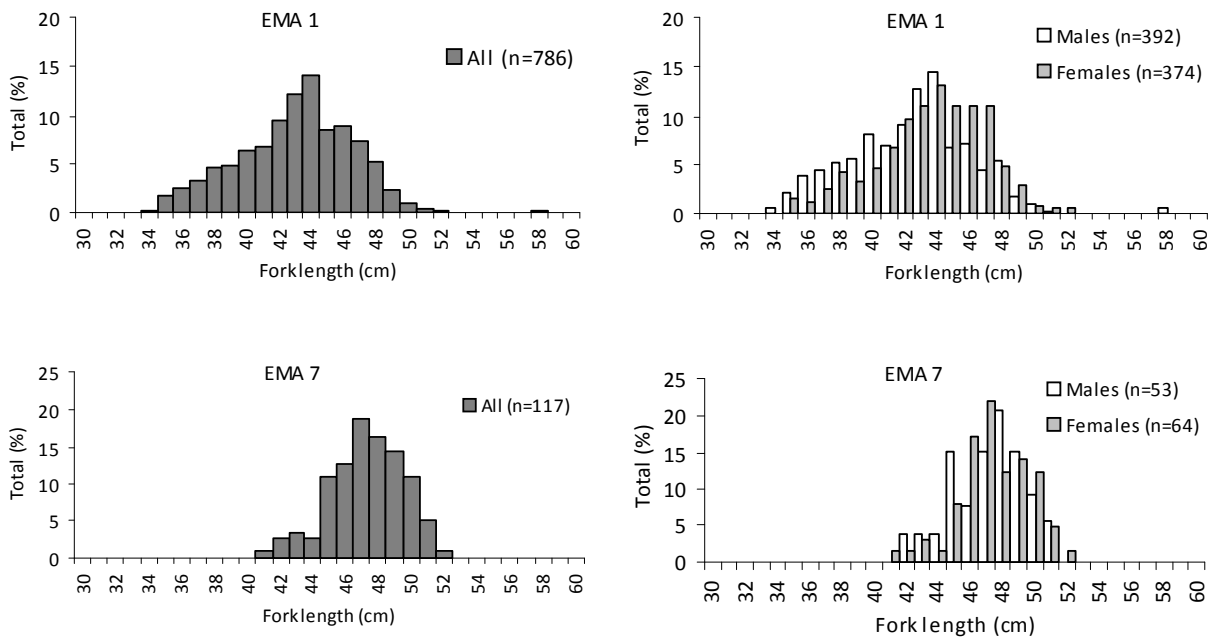 EMA 1
All (n=786)
Total (%)
20
15
10
5
0
30 32 34 36 38 40 42 44 46 48 50 52 54 56 58 60
Fork length (cm)
EMA 1
Males (n=392)
Females (n=374)
Total (%)
20
15
10
5
0
30 32 34 36 38 40 42 44 46 48 50 52 54 56 58 60
Fork length (cm)
EMA 7
All (n=117)
Total (%)
25
20
15
10
5
0
30 32 34 36 38 40 42 44 46 48 50 52 54 56 58 60
Fork length (cm)
EMA 7
Males (n=53)
Females (n=64)
Total (%)
25
20
15
10
5
0
30 32 34 36 38 40 42 44 46 48 50 52 54 56 58 60
Fork length (cm)